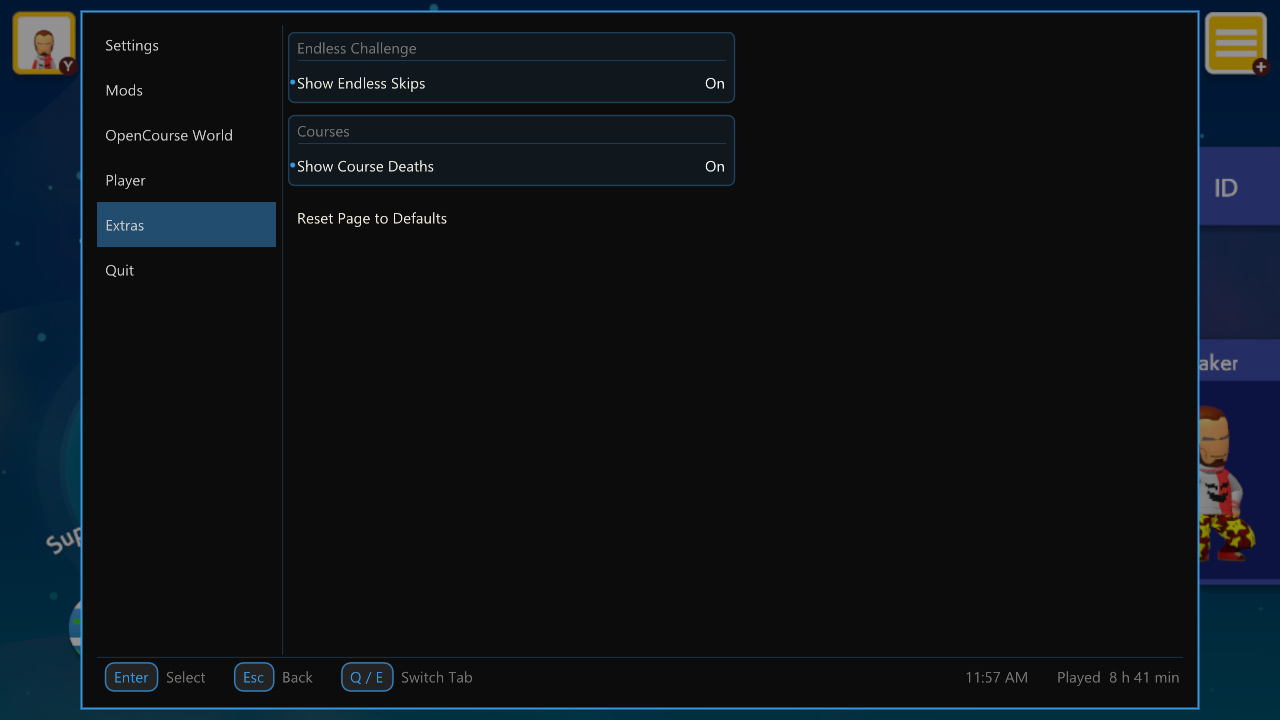 Settings
Mods
OpenCourse World
Player
Extras
Quit
Endless Challenge
Show Endless Skips On
Courses
Show Course Deaths On
Reset Page to Defaults
Enter Select Esc Back Q / E Switch Tab 11:57 AM Played 8 h 41 min
Y
+
ID
aker
Sup